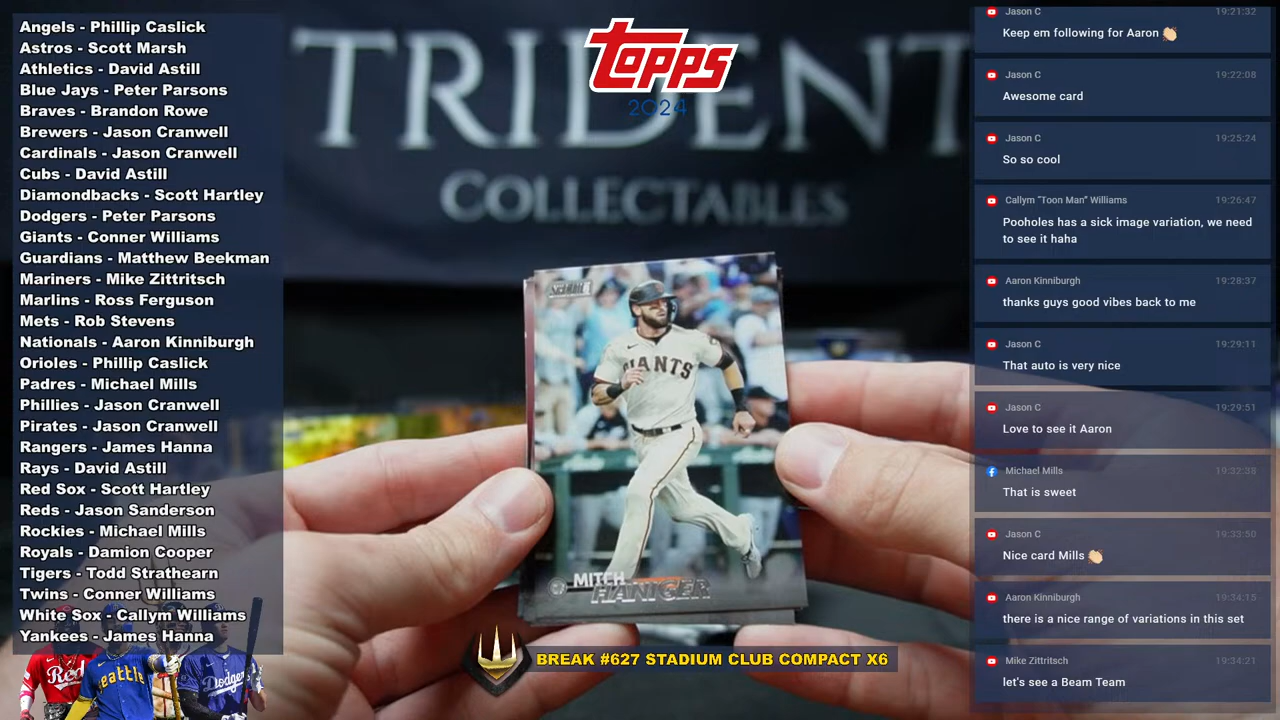 Angels - Phillip Caslick
Astros - Scott Marsh
Athletics - David Astill
Blue Jays - Peter Parsons
Braves - Brandon Rowe
Brewers - Jason Cranwell
Cardinals - Jason Cranwell
Cubs - David Astill
Diamondbacks - Scott Hartley
Dodgers - Peter Parsons
Giants - Conner Williams
Guardians - Matthew Beekman
Mariners - Mike Zittritsch
Marlins - Ross Ferguson
Mets - Rob Stevens
Nationals - Aaron Kinniburgh
Orioles - Phillip Caslick
Padres - Michael Mills
Phillies - Jason Cranwell
Pirates - Jason Cranwell
Rangers - James Hanna
Rays - David Astill
Red Sox - Scott Hartley
Reds - Jason Sanderson
Rockies - Michael Mills
Royals - Damion Cooper
Tigers - Todd Strathearn
Twins - Conner Williams
White Sox - Callym Williams
Yankees - James Hanna
Reds
Seattle
Dodgers
topps
2024
TRIDENT
COLLECTABLES
GIANTS
MITCH
HANIGER
BREAK #627 STADIUM CLUB COMPACT X6
Jason C 19:21:32
Keep em following for Aaron 👏🏻
Jason C 19:22:08
Awesome card
Jason C 19:25:24
So so cool
Callym "Toon Man" Williams 19:26:47
Pooholes has a sick image variation, we need
to see it haha
Aaron Kinniburgh 19:28:37
thanks guys good vibes back to me
Jason C 19:29:11
That auto is very nice
Jason C 19:29:51
Love to see it Aaron
Michael Mills 19:32:38
That is sweet
Jason C 19:33:50
Nice card Mills 👏🏻
Aaron Kinniburgh 19:34:15
there is a nice range of variations in this set
Mike Zittritsch 19:34:21
let's see a Beam Team